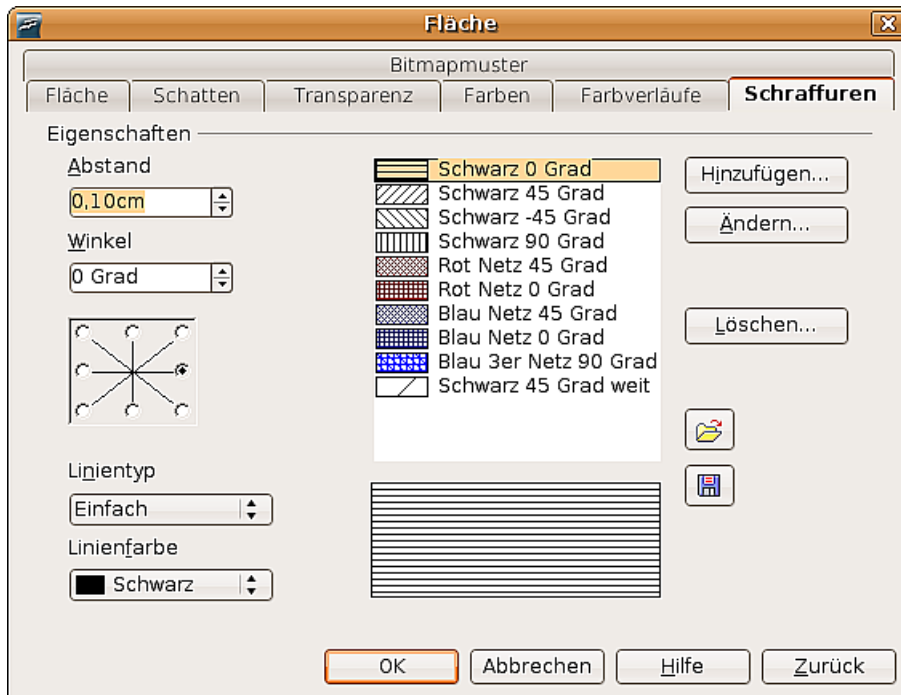 Fläche
Bitmapmuster
Fläche Schatten Transparenz Farben Farbverläufe Schraffuren
Eigenschaften
Abstand
0,10cm
Winkel
0 Grad
Linientyp
Einfach
Linienfarbe
Schwarz
Schwarz 0 Grad
Schwarz 45 Grad
Schwarz -45 Grad
Schwarz 90 Grad
Rot Netz 45 Grad
Rot Netz 0 Grad
Blau Netz 45 Grad
Blau Netz 0 Grad
Blau 3er Netz 90 Grad
Schwarz 45 Grad weit
Hinzufügen...
Ändern...
Löschen...
OK Abbrechen Hilfe Zurück